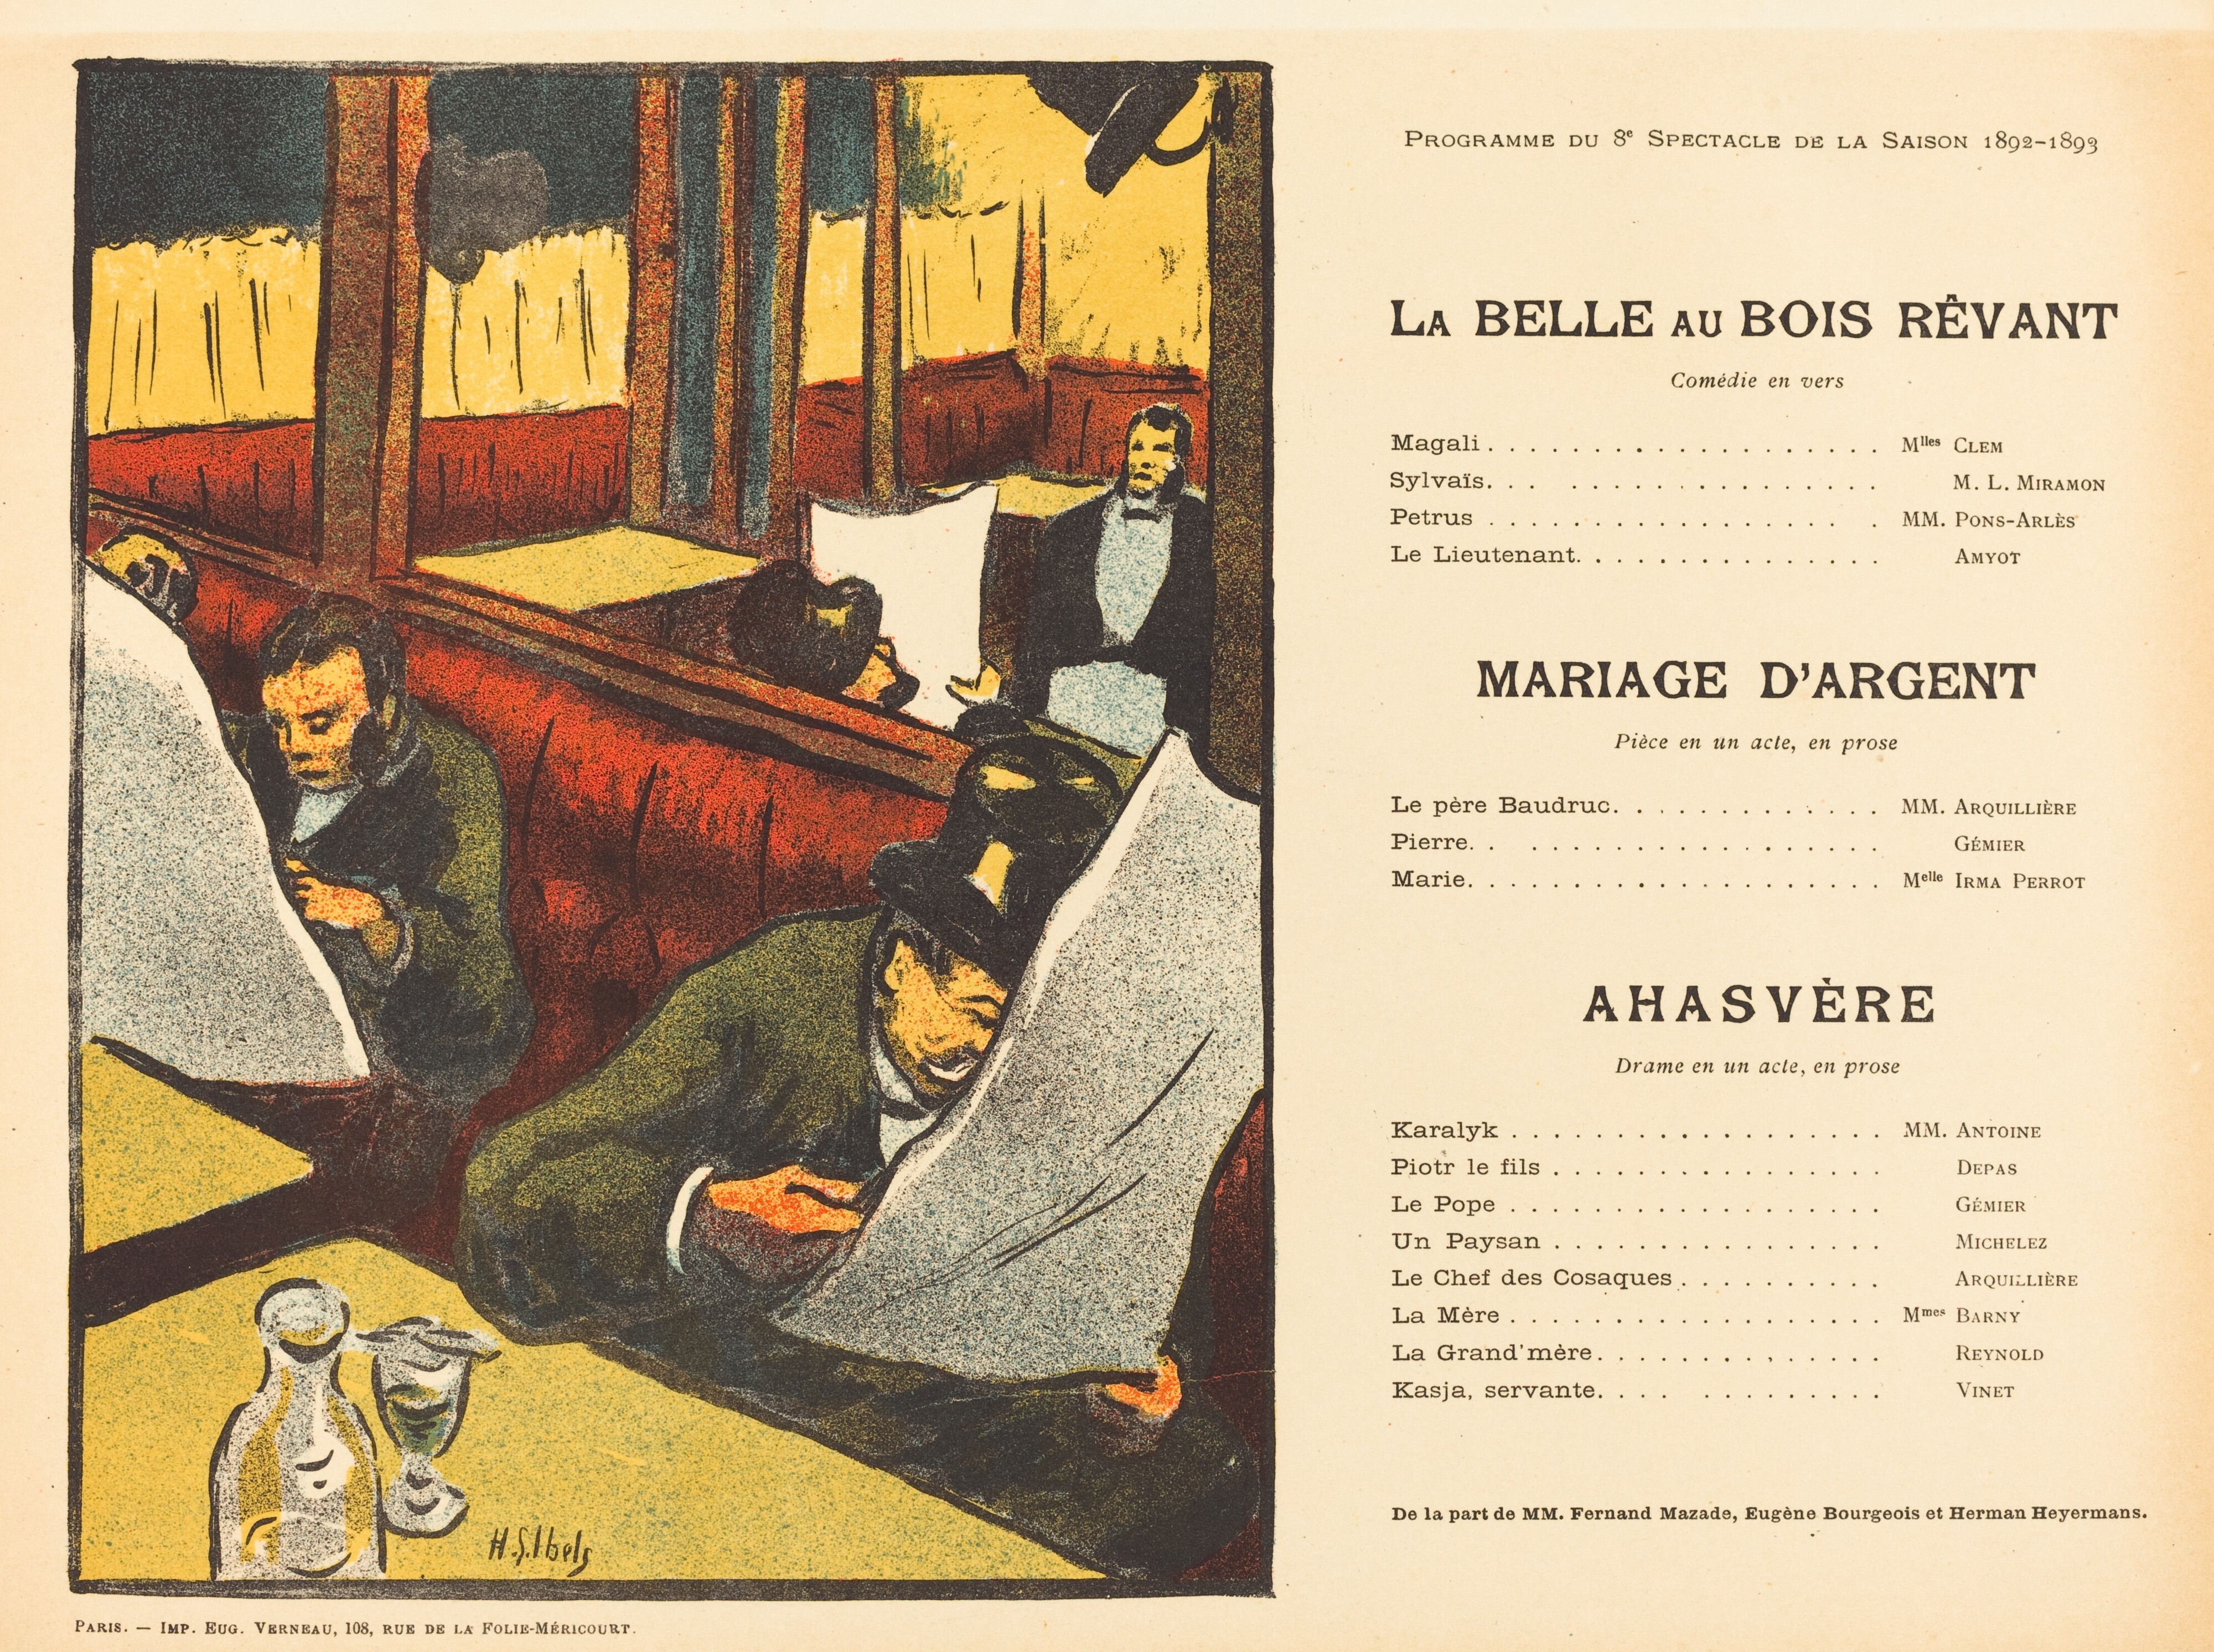 PROGRAMME DU 8e SPECTACLE DE LA SAISON 1892-1893
LA BELLE AU BOIS RÊVANT
Comédie en vers
Magali . . . . . . . . . . . . . . . . . . . Mlles CLEM
Sylvaïs. . . . . . . . . . . . . . . . . . M. L. MIRAMON
Petrus . . . . . . . . . . . . . . . . . . MM. PONS-ARLÈS
Le Lieutenant. . . . . . . . . . . . . . . AMYOT
MARIAGE D'ARGENT
Pièce en un acte, en prose
Le père Baudruc. . . . . . . . . . . . . MM. ARQUILLIÈRE
Pierre. . . . . . . . . . . . . . . . . . GÉMIER
Marie. . . . . . . . . . . . . . . . . . . Melle IRMA PERROT
AHASVÈRE
Drame en un acte, en prose
Karalyk . . . . . . . . . . . . . . . . . MM. ANTOINE
Piotr le fils . . . . . . . . . . . . . . . DEPAS
Le Pope . . . . . . . . . . . . . . . . . GÉMIER
Un Paysan . . . . . . . . . . . . . . . MICHELEZ
Le Chef des Cosaques . . . . . . . . . . ARQUILLIÈRE
La Mère . . . . . . . . . . . . . . . . . Mmes BARNY
La Grand'mère. . . . . . . . . . . . . . REYNOLD
Kasja, servante. . . . . . . . . . . . . VINET
De la part de MM. Fernand Mazade, Eugène Bourgeois et Herman Heyermans.
H.G.Ibels
PARIS. — IMP. EUG. VERNEAU, 108, RUE DE LA FOLIE-MÉRICOURT.